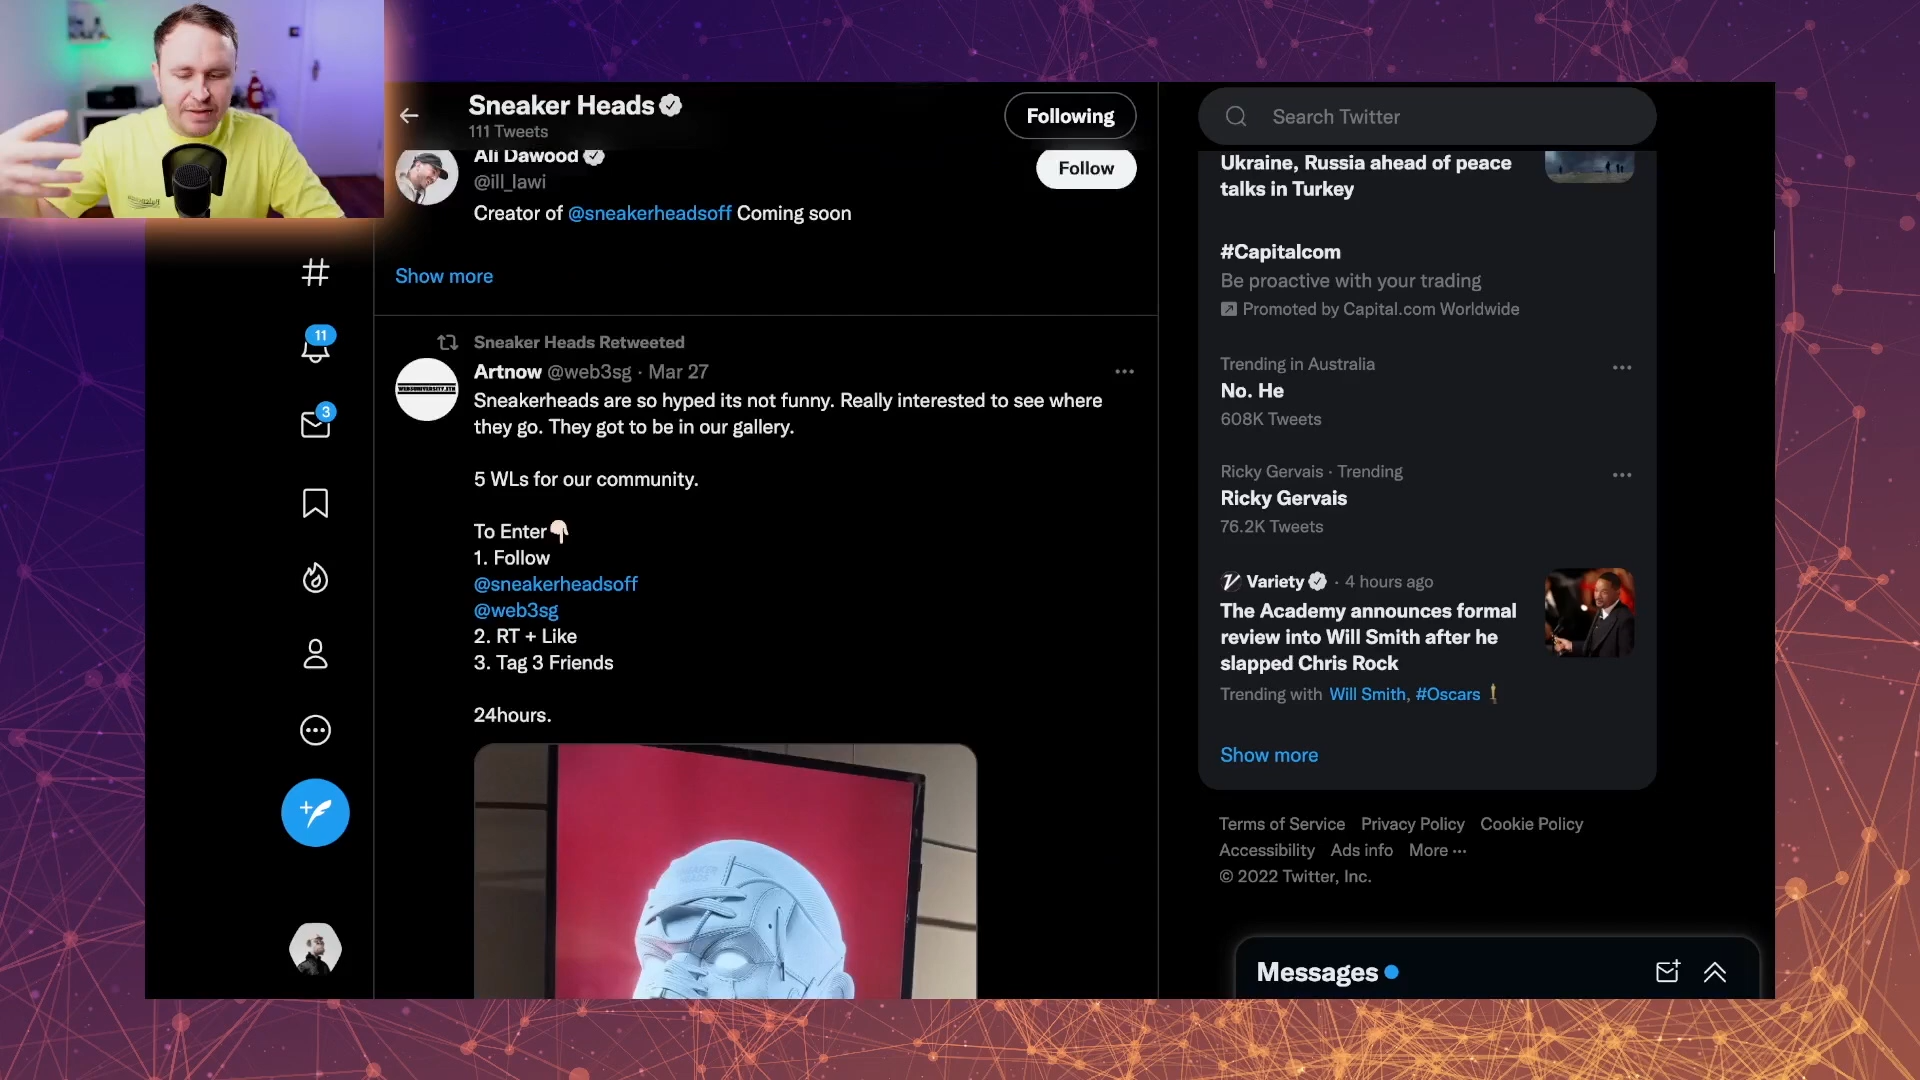 Sneaker Heads
111 Tweets
Following
Ali Dawood
@ill_lawi
Follow
Creator of @sneakerheadsoff Coming soon
Show more
Sneaker Heads Retweeted
Artnow @web3sg · Mar 27
Sneakerheads are so hyped its not funny. Really interested to see where
they go. They got to be in our gallery.
5 WLs for our community.
To Enter👇🏻
1. Follow
@sneakerheadsoff
@web3sg
2. RT + Like
3. Tag 3 Friends
24hours.
SNEAKER
HEADS
11
3
Search Twitter
Ukraine, Russia ahead of peace
talks in Turkey
#Capitalcom
Be proactive with your trading
Promoted by Capital.com Worldwide
Trending in Australia
No. He
608K Tweets
Ricky Gervais · Trending
Ricky Gervais
76.2K Tweets
Variety · 4 hours ago
The Academy announces formal
review into Will Smith after he
slapped Chris Rock
Trending with Will Smith, #Oscars
Show more
Terms of Service Privacy Policy Cookie Policy
Accessibility Ads info More ···
© 2022 Twitter, Inc.
Messages